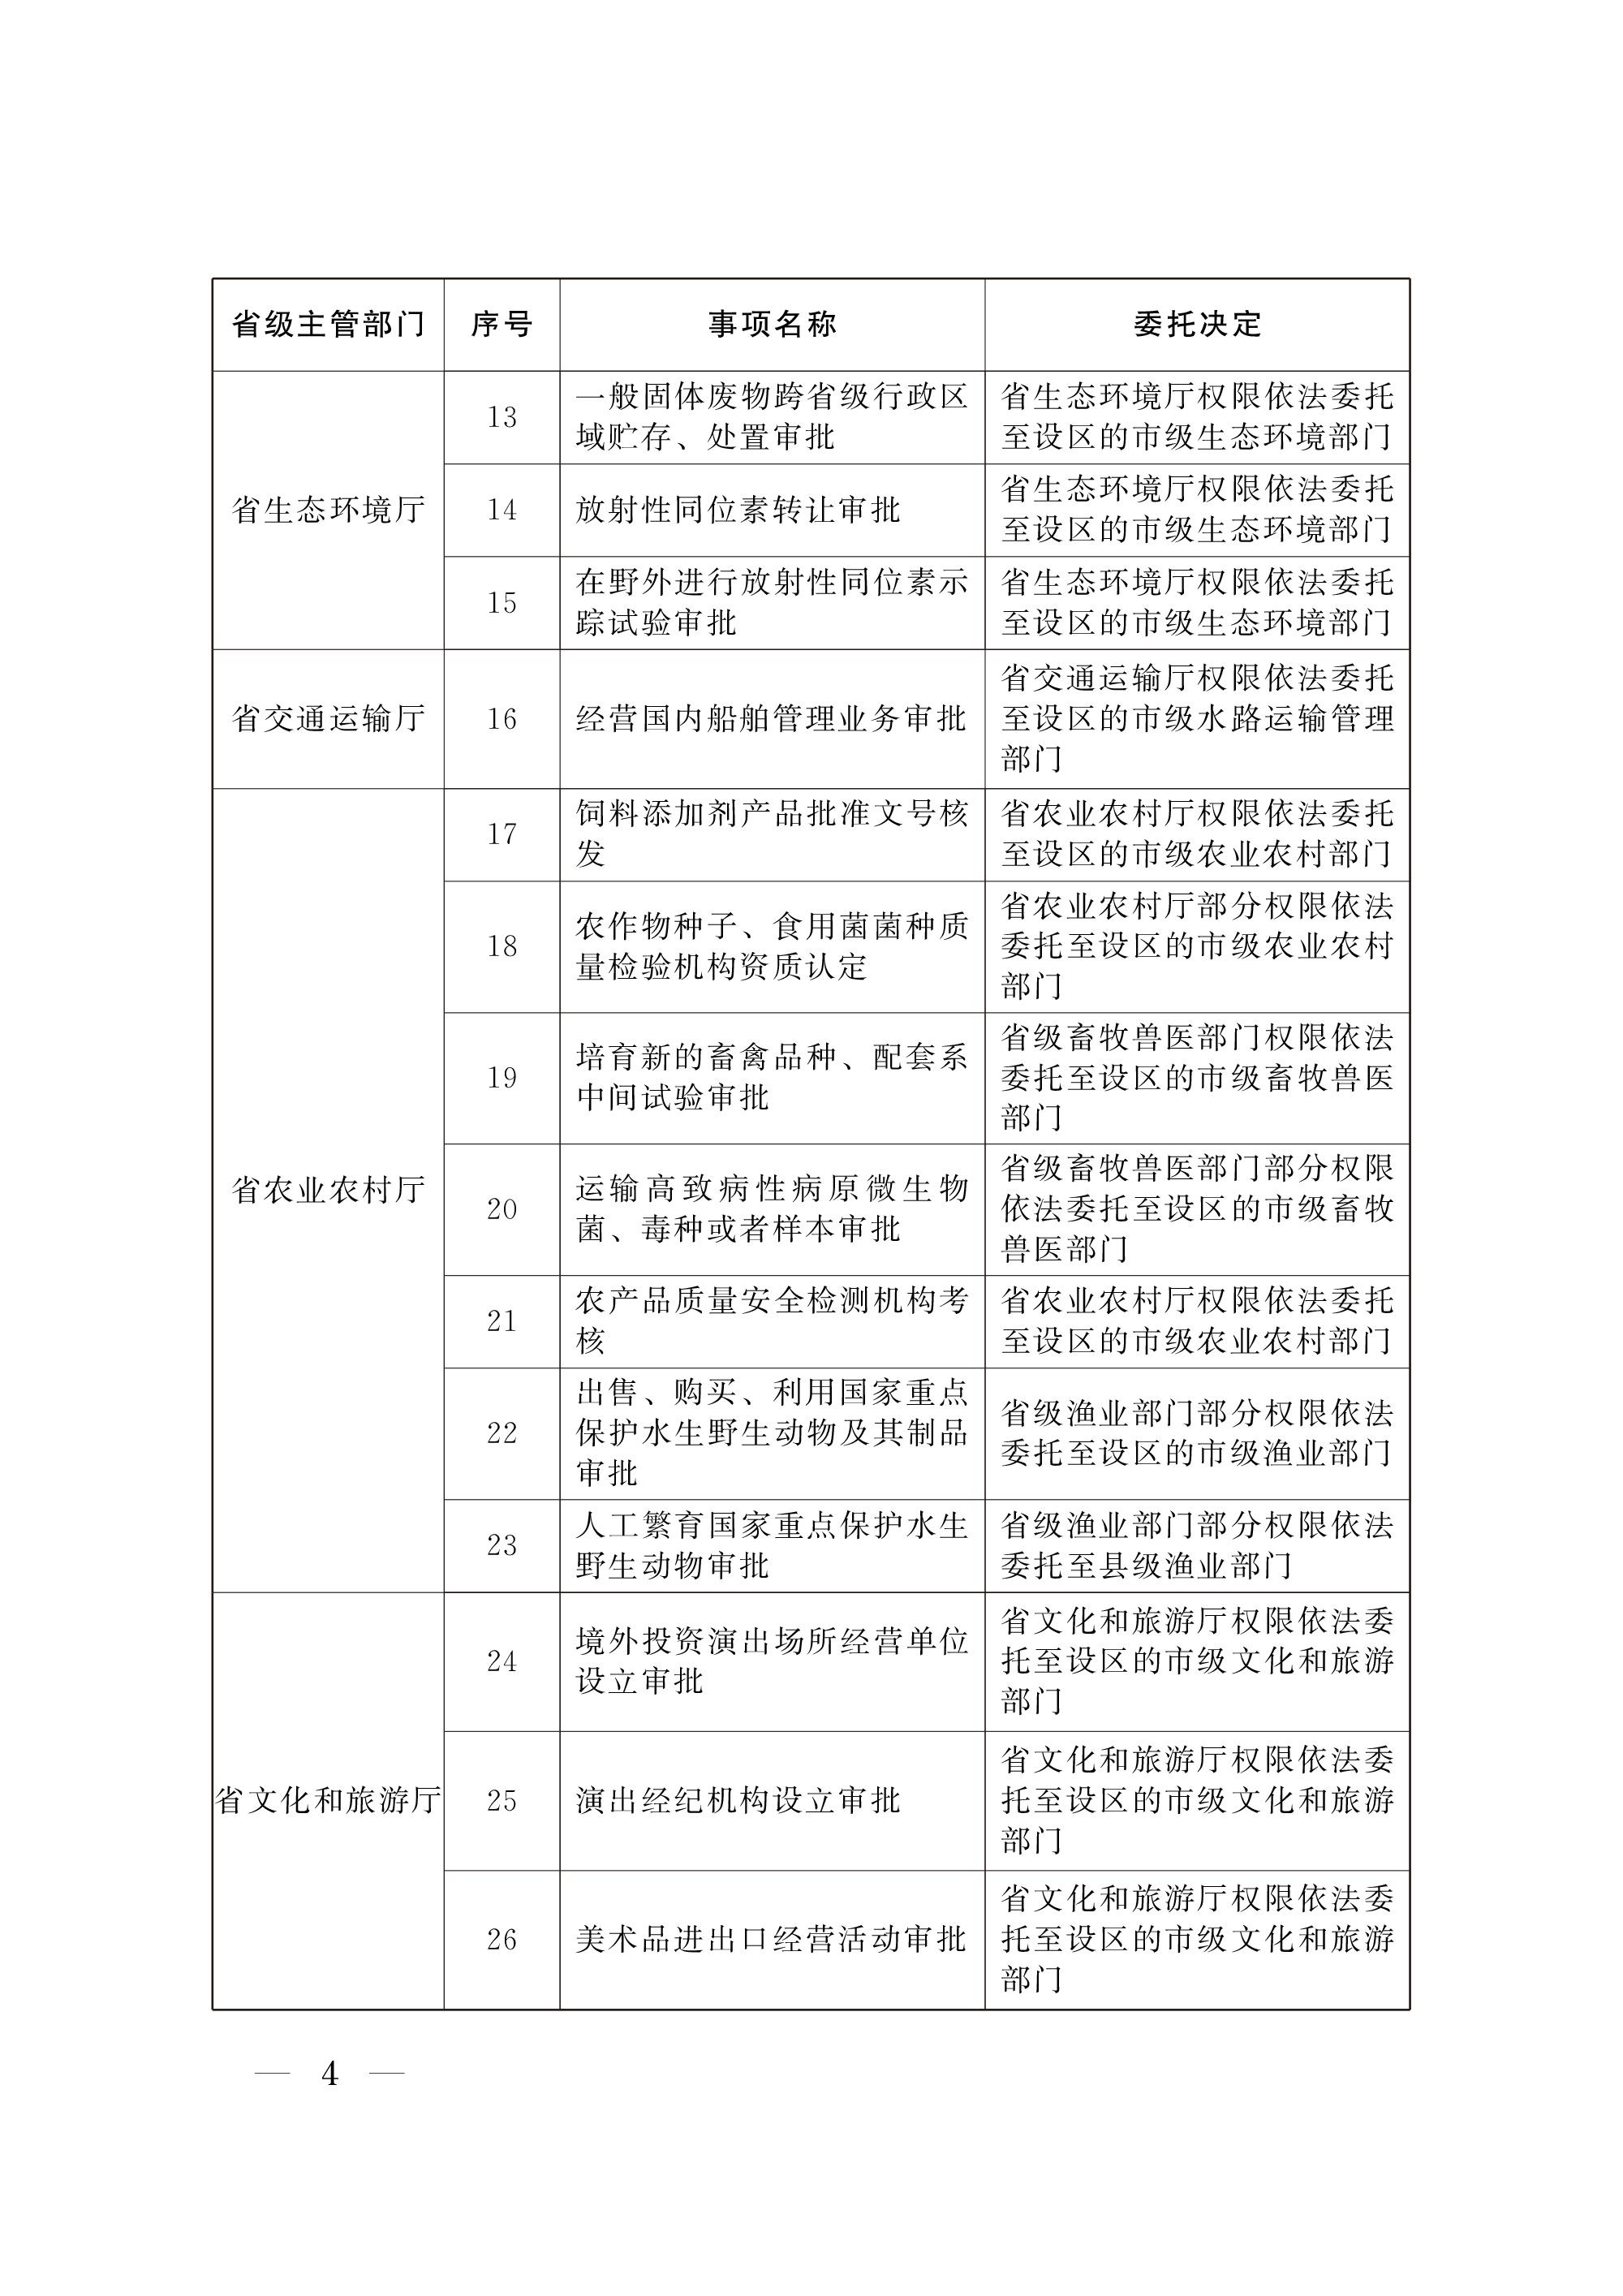 省级主管部门 序号 事项名称 委托决定
省生态环境厅
13
一般固体废物跨省级行政区
域贮存、处置审批
省生态环境厅权限依法委托
至设区的市级生态环境部门
14
放射性同位素转让审批
省生态环境厅权限依法委托
至设区的市级生态环境部门
15
在野外进行放射性同位素示
踪试验审批
省生态环境厅权限依法委托
至设区的市级生态环境部门
省交通运输厅
16
经营国内船舶管理业务审批
省交通运输厅权限依法委托
至设区的市级水路运输管理
部门
省农业农村厅
17
饲料添加剂产品批准文号核
发
省农业农村厅权限依法委托
至设区的市级农业农村部门
18
农作物种子、食用菌菌种质
量检验机构资质认定
省农业农村厅部分权限依法
委托至设区的市级农业农村
部门
19
培育新的畜禽品种、配套系
中间试验审批
省级畜牧兽医部门权限依法
委托至设区的市级畜牧兽医
部门
20
运输高致病性病原微生物
菌、毒种或者样本审批
省级畜牧兽医部门部分权限
依法委托至设区的市级畜牧
兽医部门
21
农产品质量安全检测机构考
核
省农业农村厅权限依法委托
至设区的市级农业农村部门
22
出售、购买、利用国家重点
保护水生野生动物及其制品
审批
省级渔业部门部分权限依法
委托至设区的市级渔业部门
23
人工繁育国家重点保护水生
野生动物审批
省级渔业部门部分权限依法
委托至县级渔业部门
省文化和旅游厅
24
境外投资演出场所经营单位
设立审批
省文化和旅游厅权限依法委
托至设区的市级文化和旅游
部门
25
演出经纪机构设立审批
省文化和旅游厅权限依法委
托至设区的市级文化和旅游
部门
26
美术品进出口经营活动审批
省文化和旅游厅权限依法委
托至设区的市级文化和旅游
部门
— 4 —